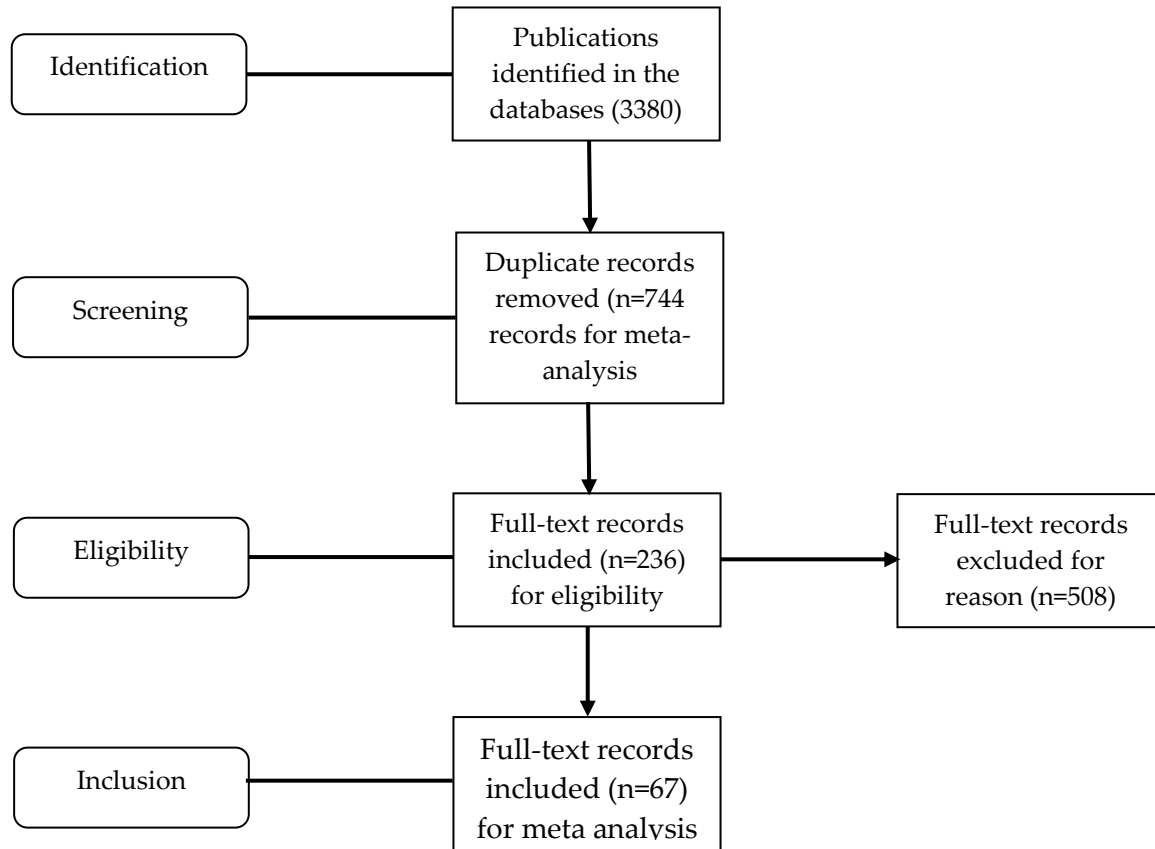 Identification
Publications
identified in the
databases (3380)
Screening
Duplicate records
removed (n=744
records for meta-
analysis
Eligibility
Full-text records
included (n=236)
for eligibility
Full-text records
excluded for
reason (n=508)
Inclusion
Full-text records
included (n=67)
for meta analysis